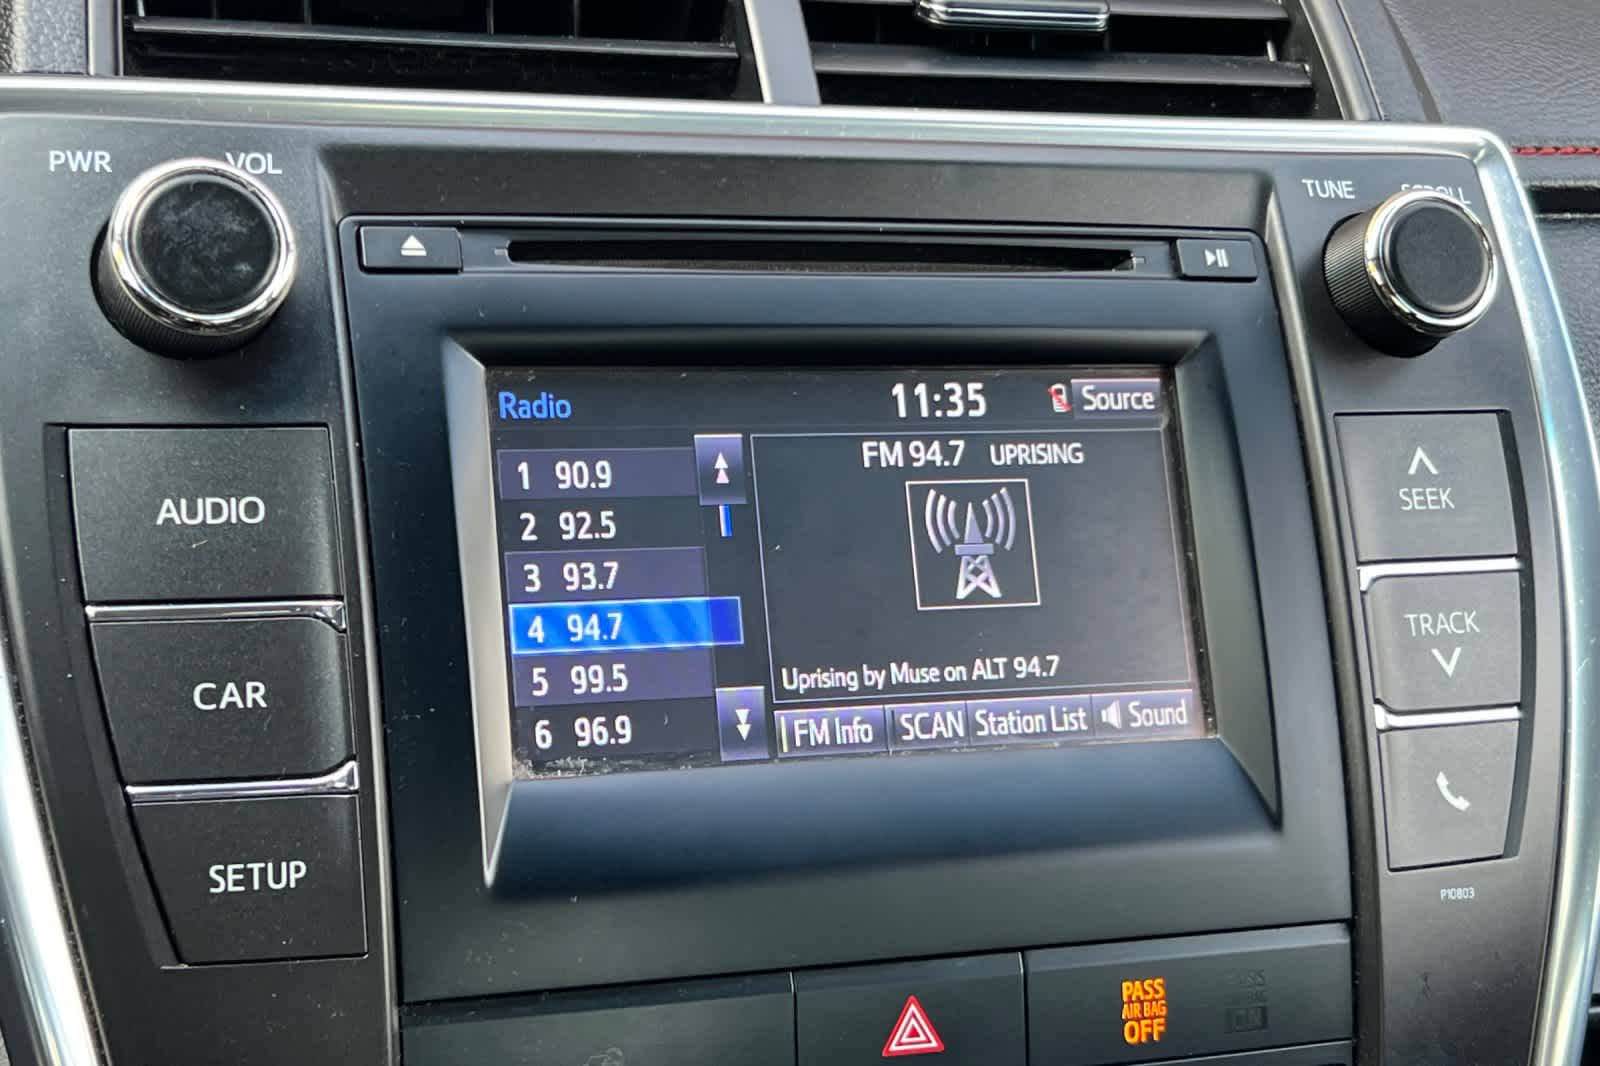 PWR VOL
TUNE SCROLL
Radio 11:35 Source
1 90.9
2 92.5
3 93.7
4 94.7
5 99.5
6 96.9
FM 94.7 UPRISING
Uprising by Muse on ALT 94.7
FM Info SCAN Station List Sound
AUDIO
CAR
SETUP
SEEK
TRACK
P10803
PASS
AIR BAG
OFF